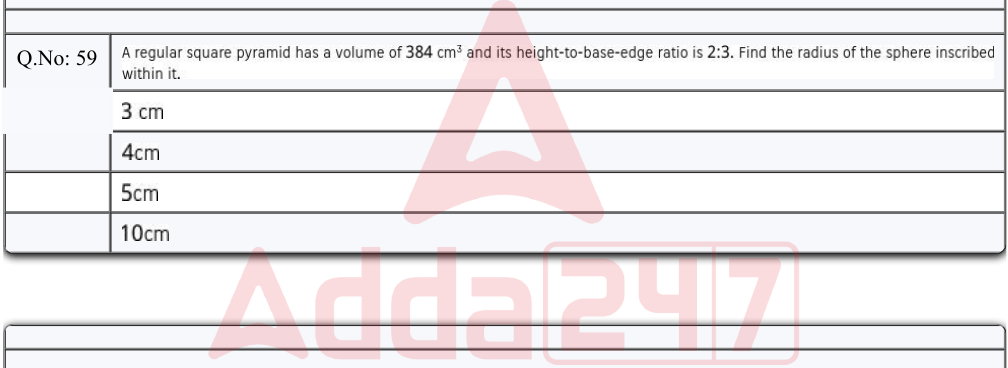 Q.No: 59
A regular square pyramid has a volume of 384 cm³ and its height-to-base-edge ratio is 2:3. Find the radius of the sphere inscribed
within it.
3 cm
4cm
5cm
10cm
Adda247